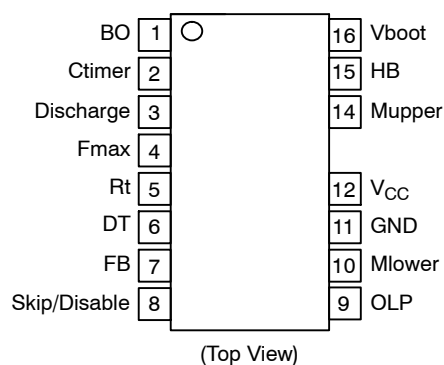 BO 1 16 Vboot
Ctimer 2 15 HB
Discharge 3 14 Mupper
Fmax 4
Rt 5 12 VCC
DT 6 11 GND
FB 7 10 Mlower
Skip/Disable 8 9 OLP
(Top View)